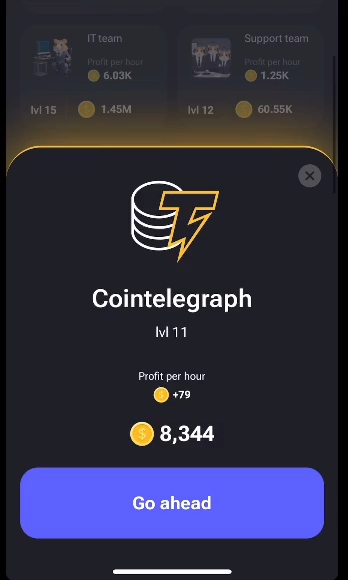 IT team
Support team
Profit per hour
Profit per hour
6.03K
1.25K
lvl 15
1.45M
lvl 12
60.55K
Cointelegraph
lvl 11
Profit per hour
+79
8,344
Go ahead